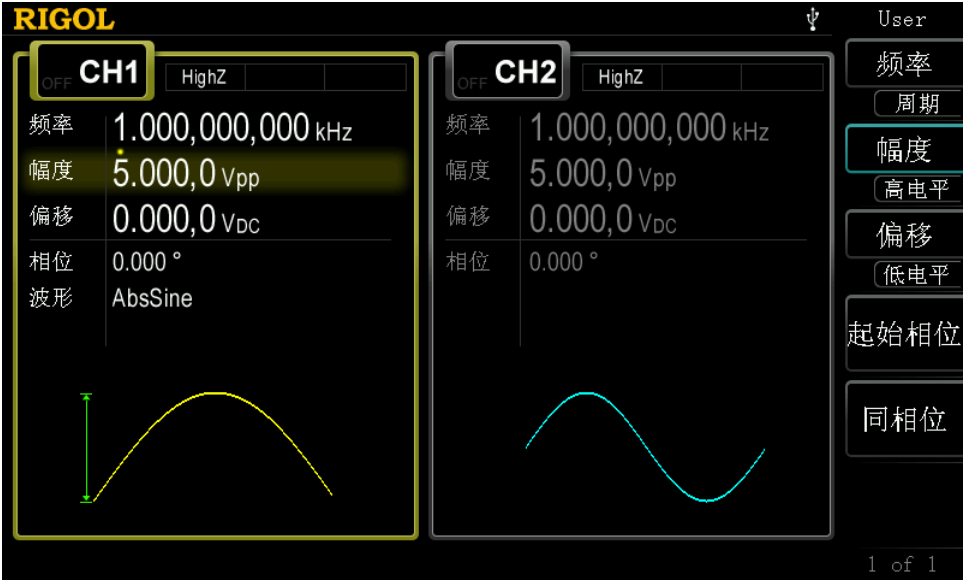 RIGOL
User
OFF CH1 HighZ
频率 1.000,000,000 kHz
幅度 5.000,0 Vpp
偏移 0.000,0 VDC
相位 0.000 °
波形 AbsSine
OFF CH2 HighZ
频率 1.000,000,000 kHz
幅度 5.000,0 Vpp
偏移 0.000,0 VDC
相位 0.000 °
频率
周期
幅度
高电平
偏移
低电平
起始相位
同相位
1 of 1